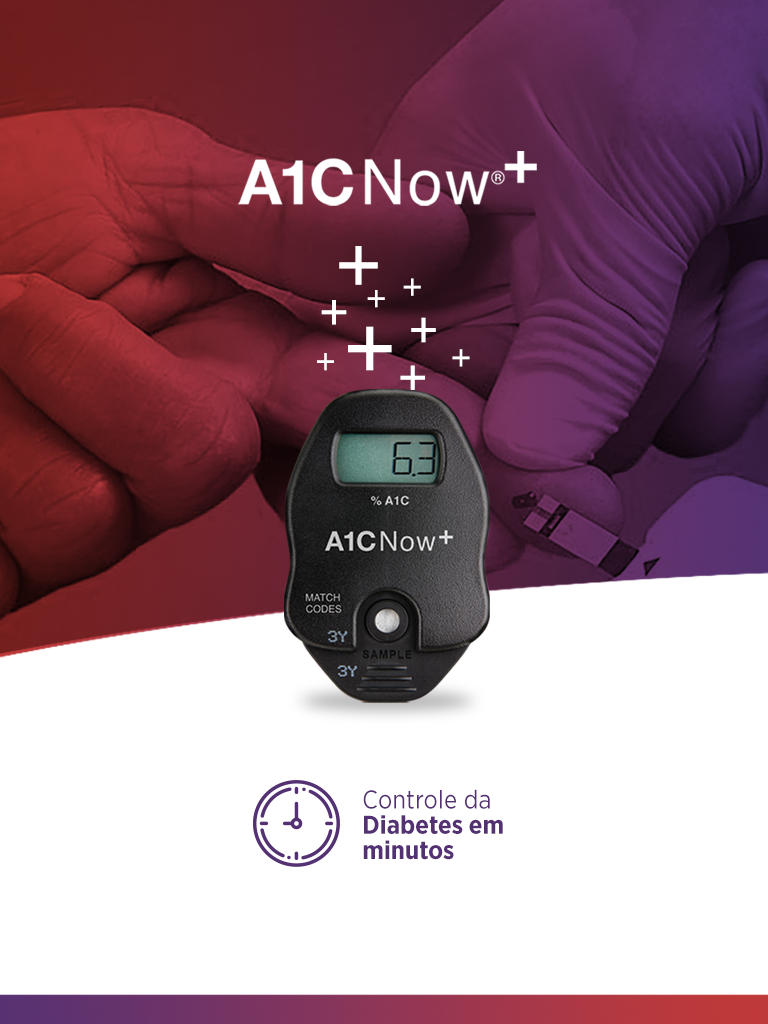 A1CNow®+
6.3
% A1C
A1CNow+
MATCH
CODES
3Y
SAMPLE
3Y
Controle da
Diabetes em
minutos